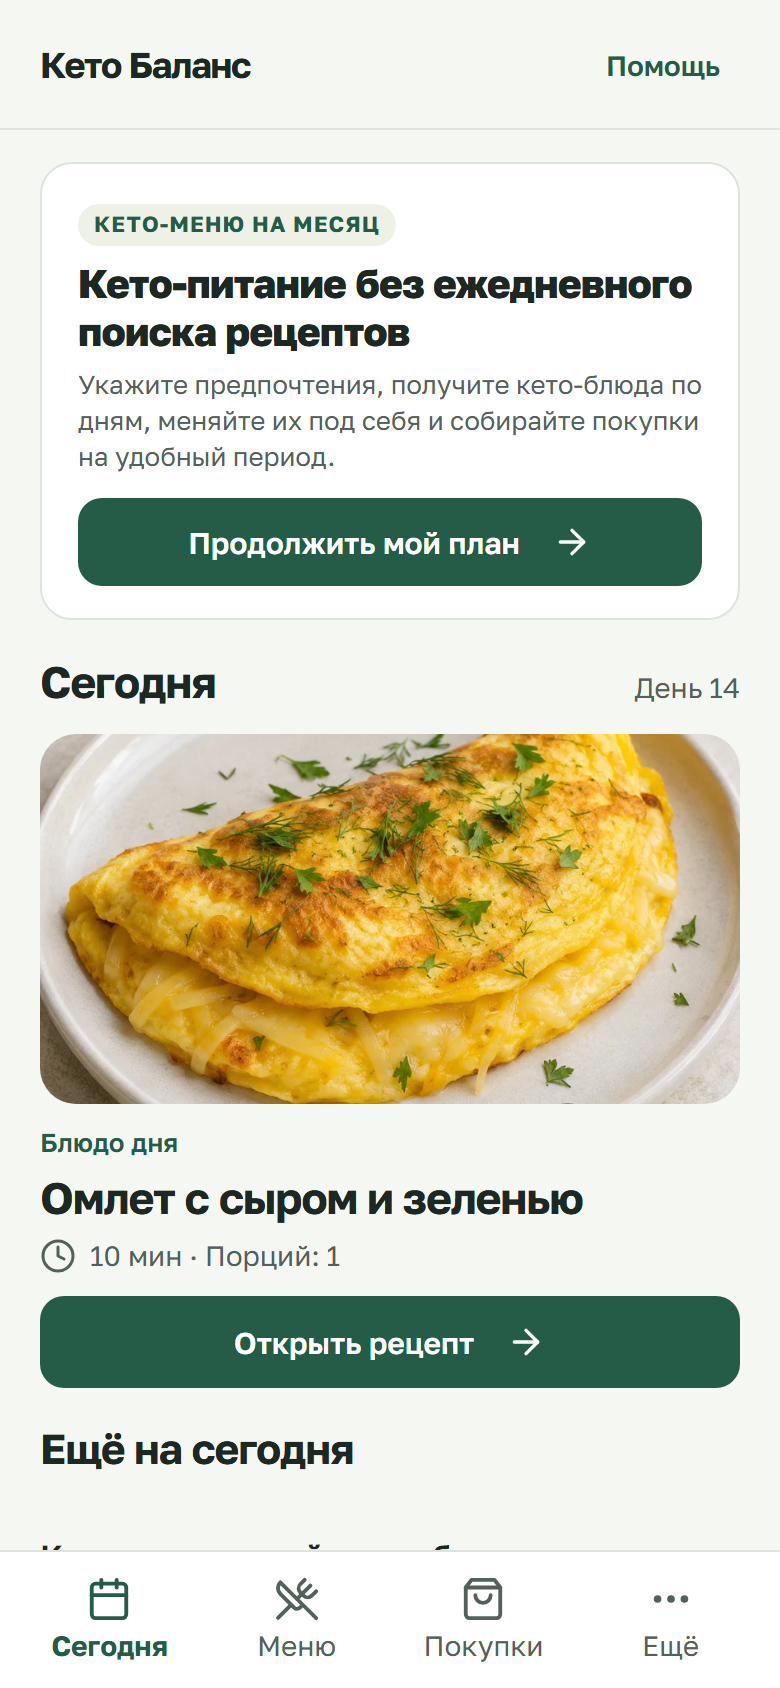 Кето Баланс
Помощь
КЕТО-МЕНЮ НА МЕСЯЦ
Кето-питание без ежедневного
поиска рецептов
Укажите предпочтения, получите кето-блюда по
дням, меняйте их под себя и собирайте покупки
на удобный период.
Продолжить мой план
Сегодня
День 14
Блюдо дня
Омлет с сыром и зеленью
10 мин · Порций: 1
Открыть рецепт
Ещё на сегодня
Сегодня
Меню
Покупки
Ещё